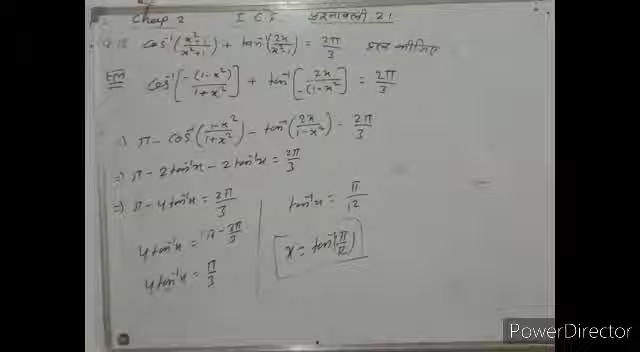 Chap 2 I.C.F. प्रश्नावली 2.1
Q.18 cos⁻¹(x²-1/x²+1) + tan⁻¹(2x/x²-1) = 2π/3 हल कीजिए
cos⁻¹[-(1-x²)/1+x²] + tan⁻¹[2x/-(1-x²)] = 2π/3
⇒ π - cos⁻¹(1-x²/1+x²) - tan⁻¹(2x/1-x²) = 2π/3
⇒ π - 2tan⁻¹x - 2tan⁻¹x = 2π/3
⇒ π - 4tan⁻¹x = 2π/3
4tan⁻¹x = π - 2π/3
4tan⁻¹x = π/3
tan⁻¹x = π/12
x = tan(π/12)
PowerDirector